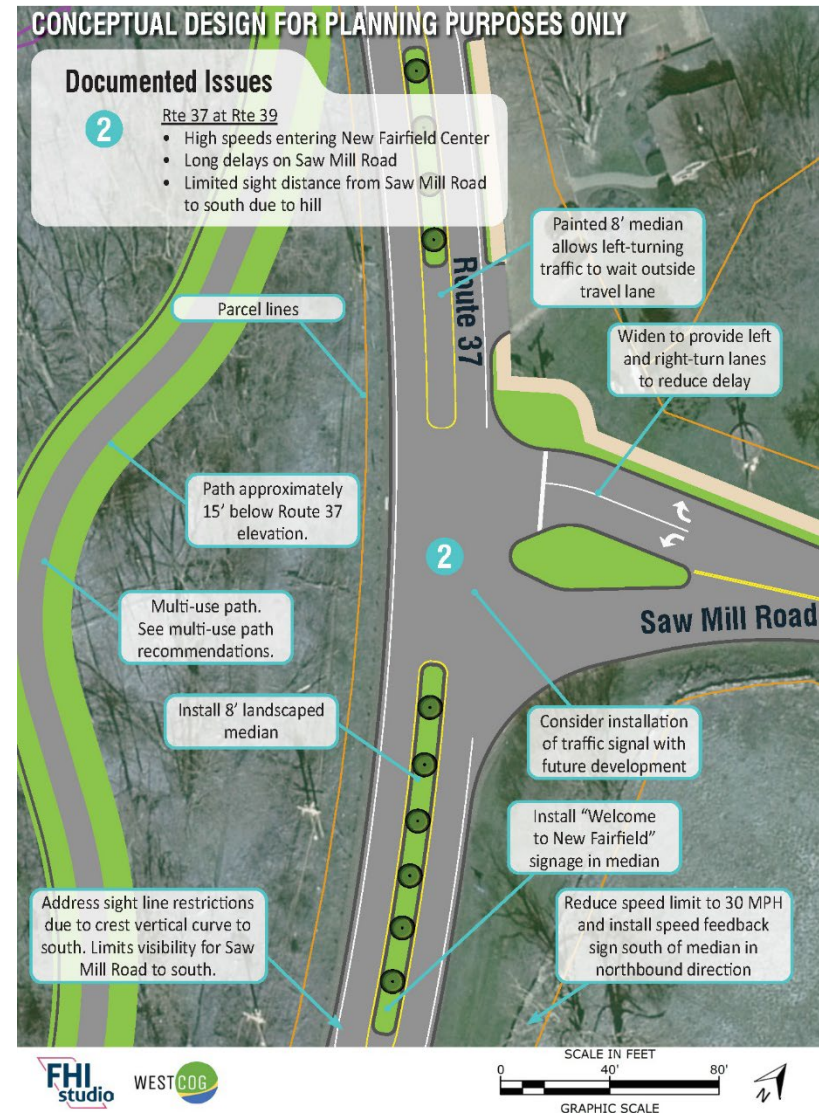 CONCEPTUAL DESIGN FOR PLANNING PURPOSES ONLY
Documented Issues
2
Rte 37 at Rte 39
• High speeds entering New Fairfield Center
• Long delays on Saw Mill Road
• Limited sight distance from Saw Mill Road
to south due to hill
Painted 8' median
allows left-turning
traffic to wait outside
travel lane
Route 37
Parcel lines
Widen to provide left
and right-turn lanes
to reduce delay
Path approximately
15' below Route 37
elevation.
2
Multi-use path.
See multi-use path
recommendations.
Saw Mill Road
Install 8' landscaped
median
Consider installation
of traffic signal with
future development
Install “Welcome
to New Fairfield”
signage in median
Address sight line restrictions
due to crest vertical curve to
south. Limits visibility for Saw
Mill Road to south.
Reduce speed limit to 30 MPH
and install speed feedback
sign south of median in
northbound direction
FHI
studio
WESTCOG
SCALE IN FEET
0 40' 80'
GRAPHIC SCALE
N